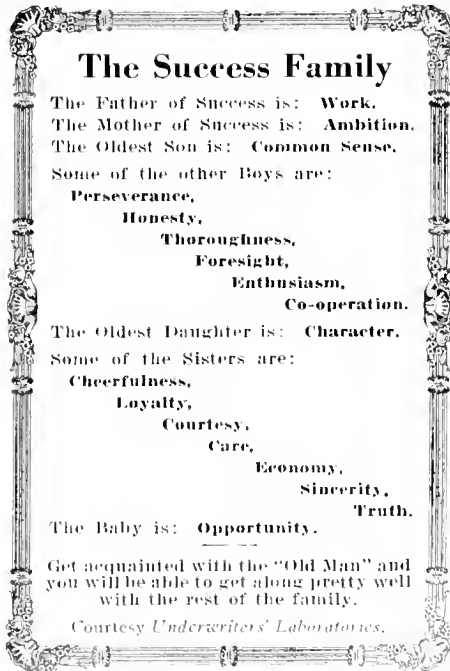 The Success Family
The Father of Success is: Work.
The Mother of Success is: Ambition.
The Oldest Son is: Common Sense.
Some of the other Boys are:
Perseverance,
Honesty,
Thoroughness,
Foresight,
Enthusiasm,
Co-operation.
The Oldest Daughter is: Character.
Some of the Sisters are:
Cheerfulness,
Loyalty,
Courtesy,
Care,
Economy,
Sincerity,
Truth.
The Baby is: Opportunity.
Get acquainted with the "Old Man" and
you will be able to get along pretty well
with the rest of the family.
Courtesy Underwriters' Laboratories.